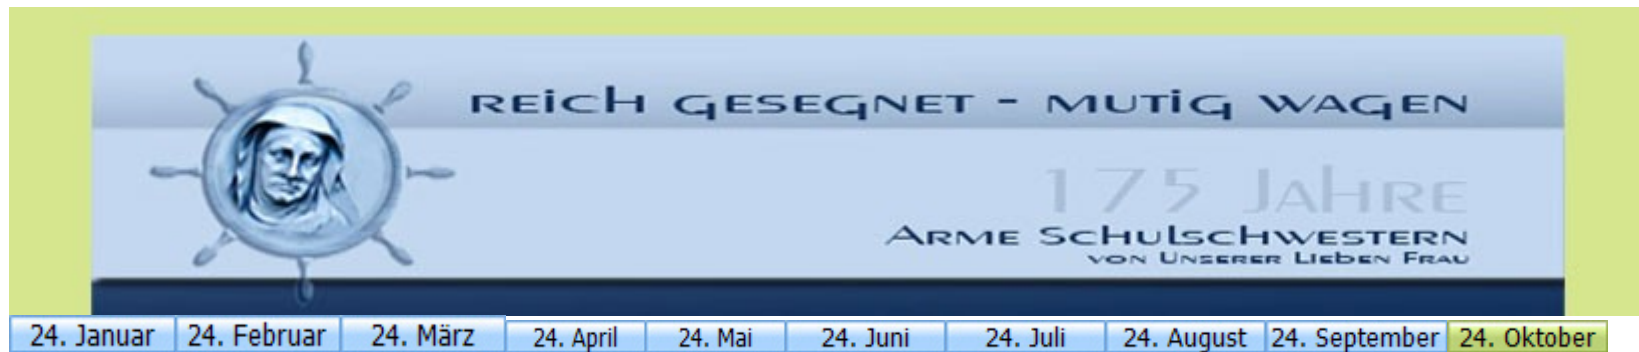 REICH GESEGNET - MUTIG WAGEN
175 JAHRE
ARME SCHULSCHWESTERN
VON UNSERER LIEBEN FRAU
24. Januar 24. Februar 24. März 24. April 24. Mai 24. Juni 24. Juli 24. August 24. September 24. Oktober